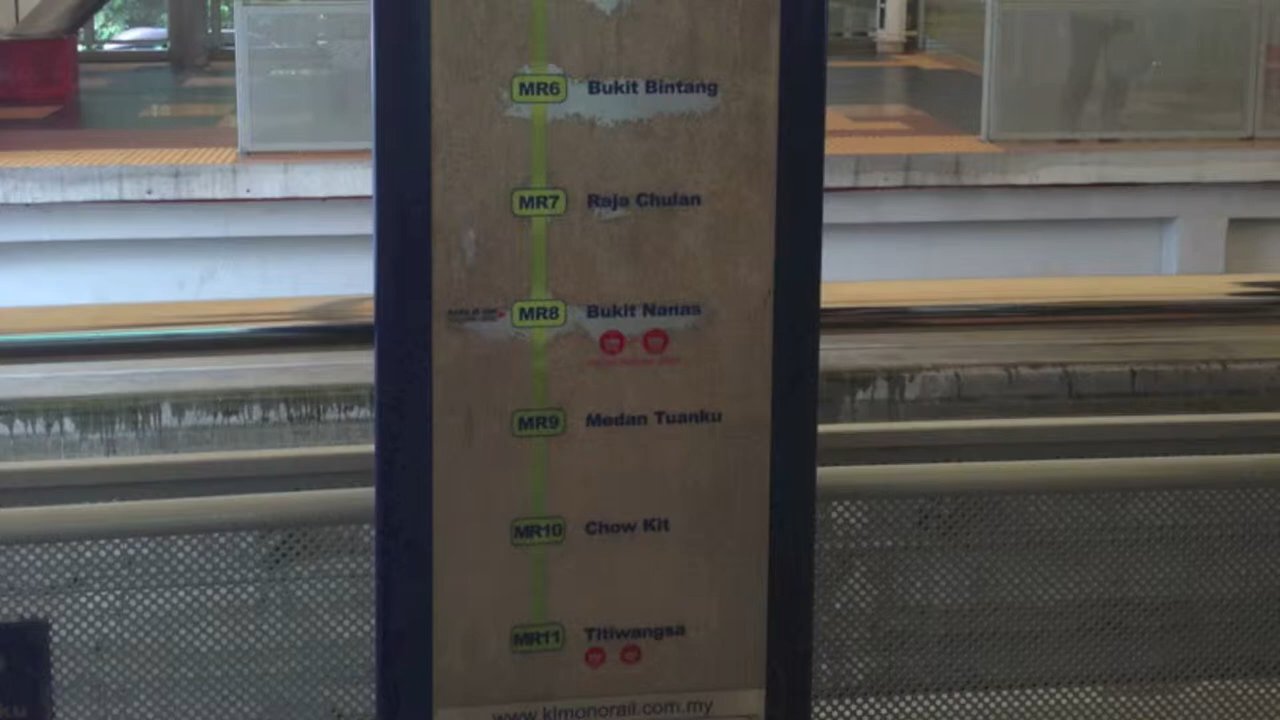 MR6 Bukit Bintang
MR7 Raja Chulan
MR8 Bukit Nanas
MR9 Medan Tuanku
MR10 Chow Kit
MR11 Titiwangsa
www.klmonorail.com.my
ku